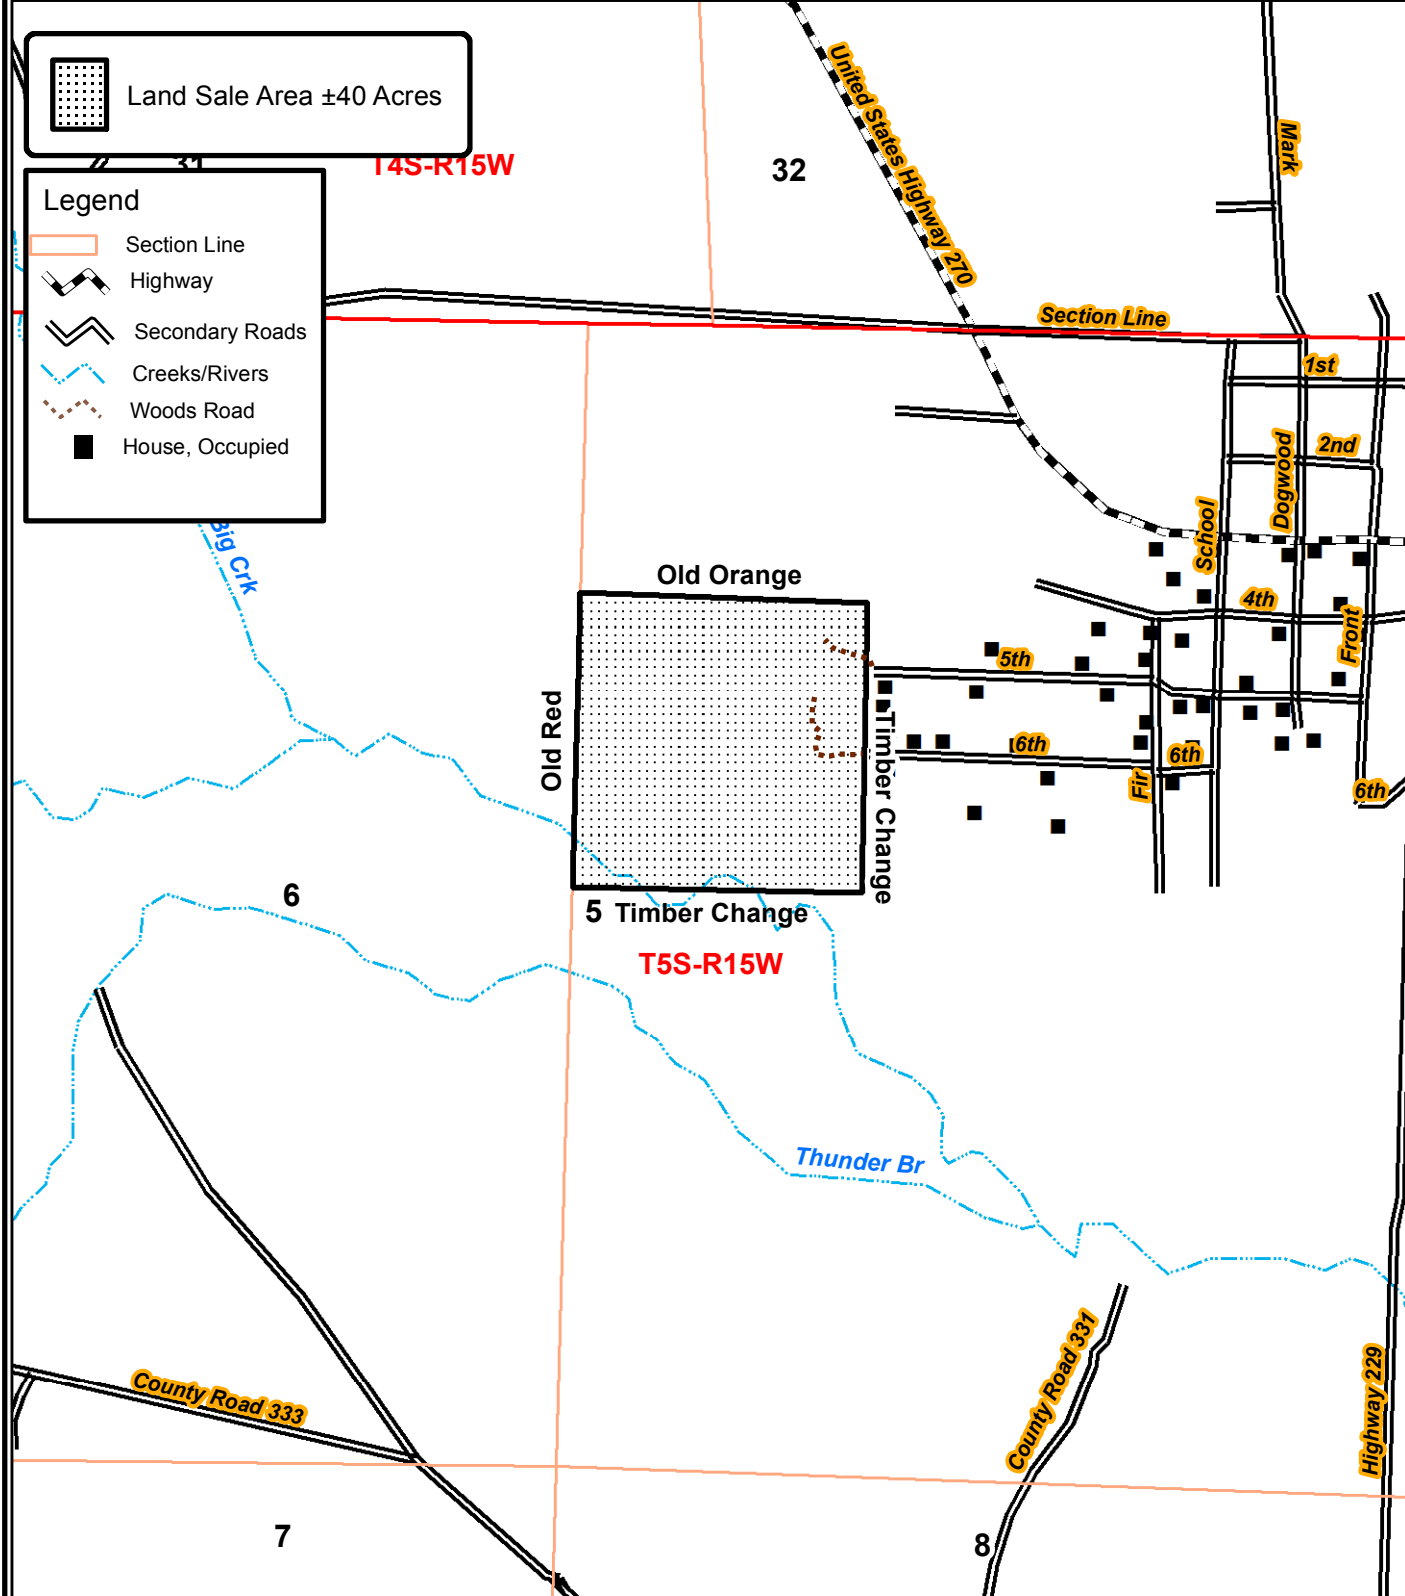 Land Sale Area ±40 Acres
31
T4S-R15W
32
Legend
Section Line
Highway
Secondary Roads
Creeks/Rivers
Woods Road
House, Occupied
United States Highway 270
Mark
Section Line
1st
2nd
Dogwood
School
4th
Front
5th
6th
6th
6th
Fir
Big Crk
Old Orange
Old Red
Timber Change
5 Timber Change
T5S-R15W
6
Thunder Br
County Road 331
County Road 333
Highway 229
7
8